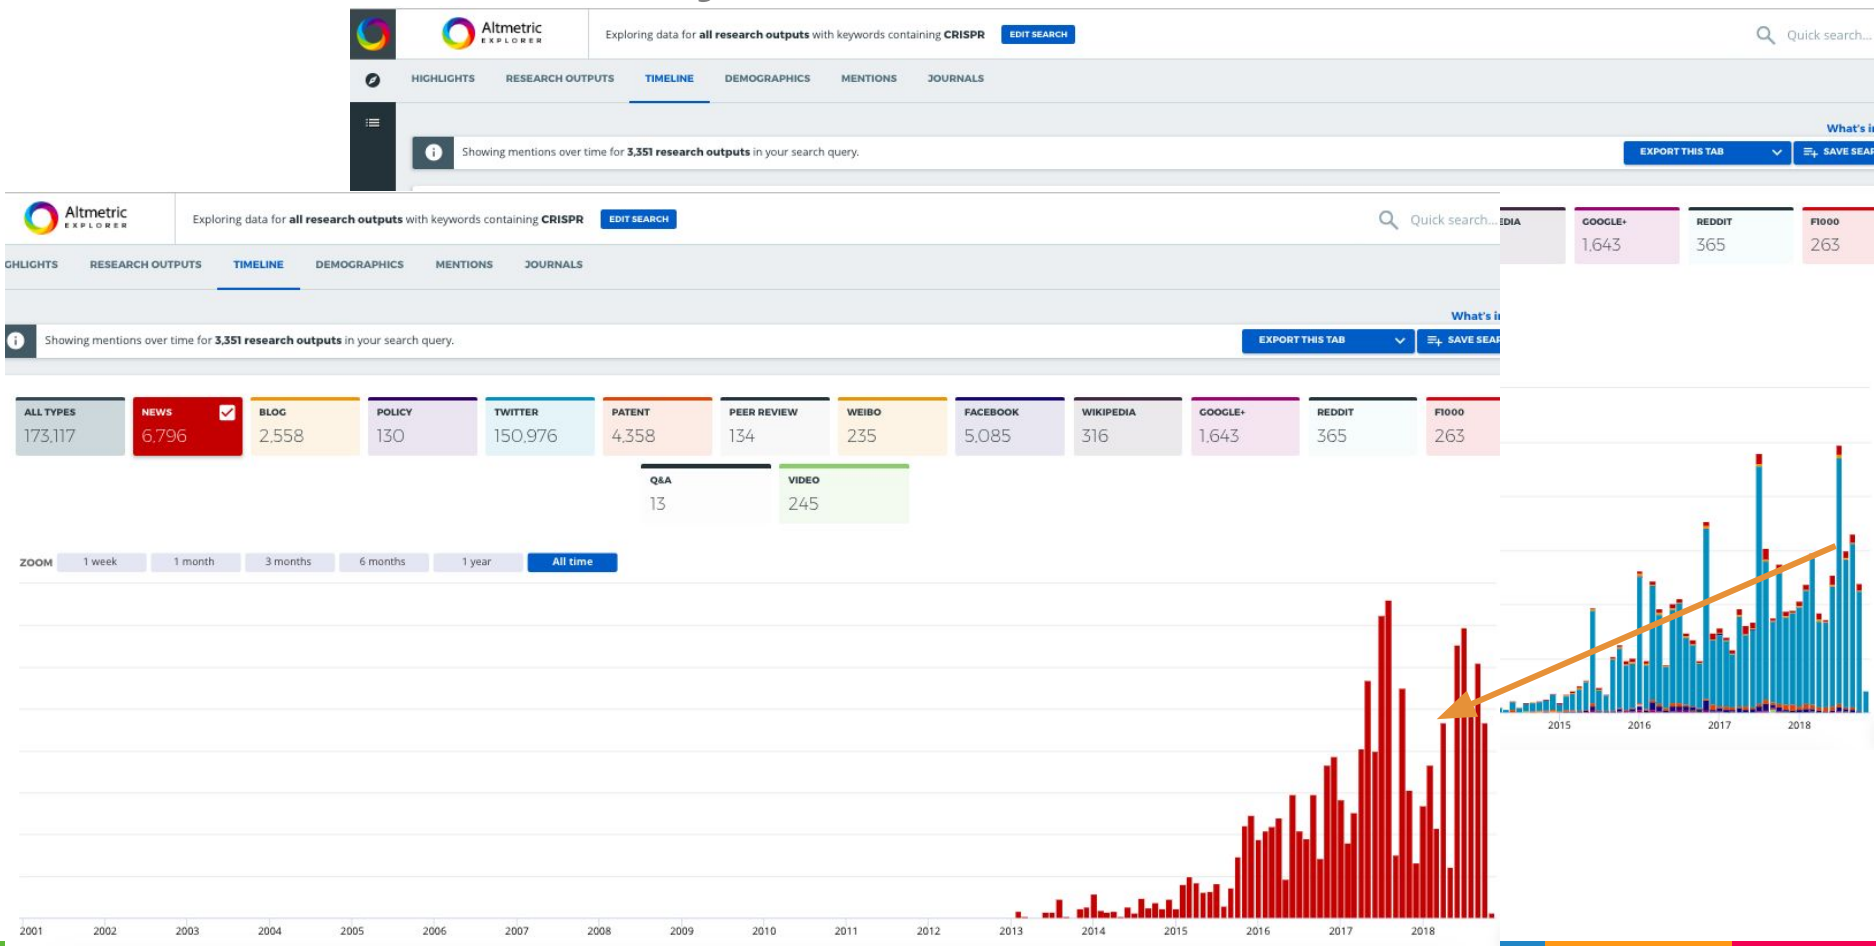 Altmetric
EXPLORER
Exploring data for all research outputs with keywords containing CRISPR
EDIT SEARCH
Quick search...
HIGHLIGHTS RESEARCH OUTPUTS TIMELINE DEMOGRAPHICS MENTIONS JOURNALS
What's i
Showing mentions over time for 3,351 research outputs in your search query.
EXPORT THIS TAB
SAVE SEAR
Altmetric
EXPLORER
Exploring data for all research outputs with keywords containing CRISPR
EDIT SEARCH
Quick search...
EDIA GOOGLE+ REDDIT F1000
1,643 365 263
GHLIGHTS RESEARCH OUTPUTS TIMELINE DEMOGRAPHICS MENTIONS JOURNALS
What's i
Showing mentions over time for 3,351 research outputs in your search query.
EXPORT THIS TAB
SAVE SEAR
ALL TYPES NEWS BLOG POLICY TWITTER PATENT PEER REVIEW WEIBO FACEBOOK WIKIPEDIA GOOGLE+ REDDIT F1000
173,117 6,796 2,558 130 150,976 4,358 134 235 5,085 316 1,643 365 263
Q&A VIDEO
13 245
ZOOM 1 week 1 month 3 months 6 months 1 year All time
2015 2016 2017 2018
2001 2002 2003 2004 2005 2006 2007 2008 2009 2010 2011 2012 2013 2014 2015 2016 2017 2018